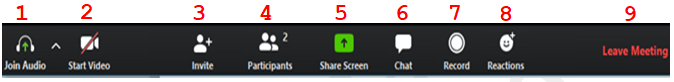 1 2 3 4 5 6 7 8 9
2
Join Audio Start Video Invite Participants Share Screen Chat Record Reactions Leave Meeting